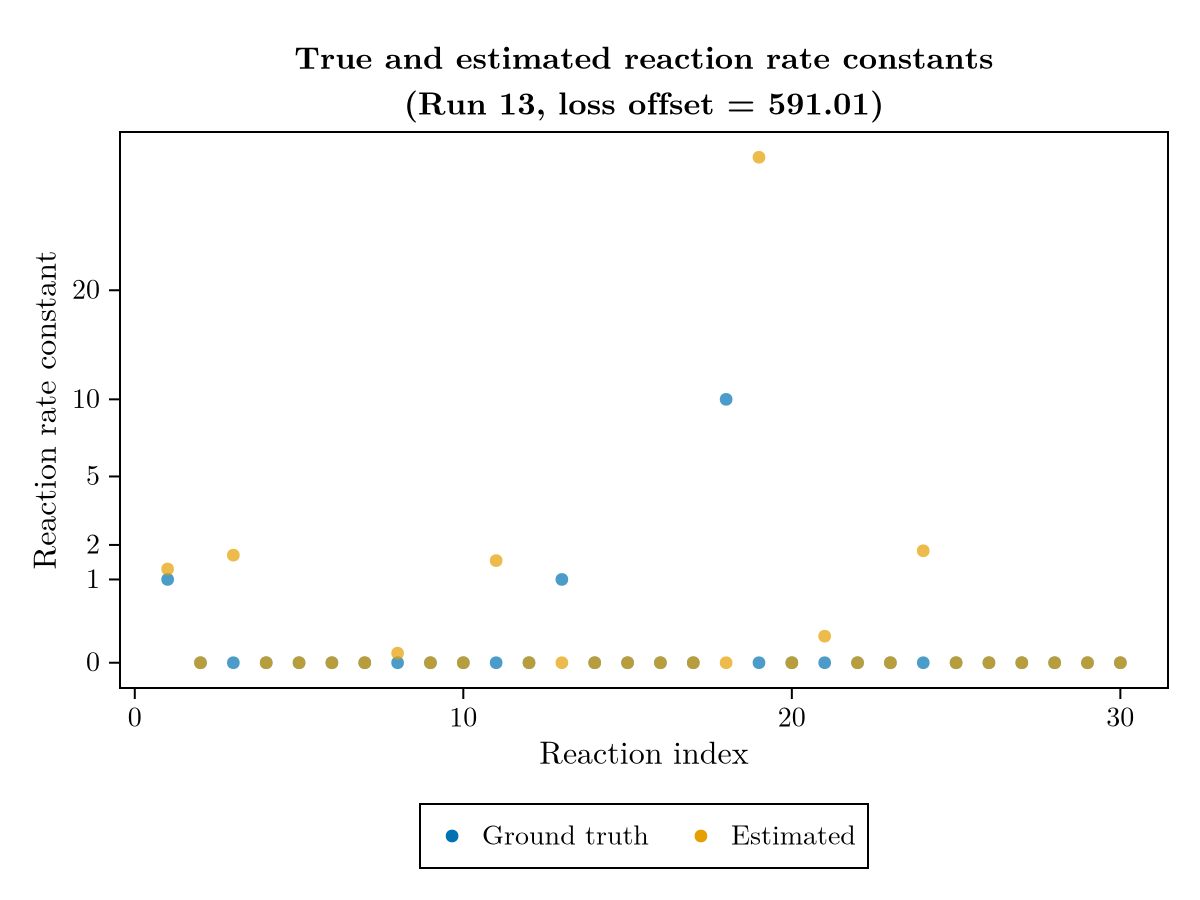 True and estimated reaction rate constants
(Run 13, loss offset = 591.01)
Reaction rate constant
20
10
5
2
1
0
0 10 20 30
Reaction index
Ground truth Estimated